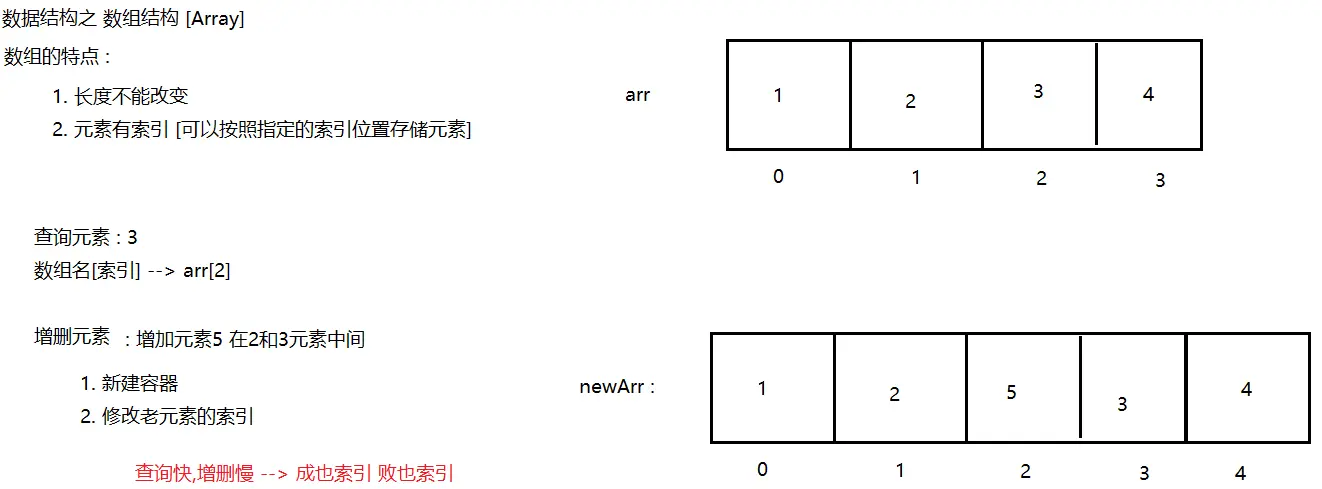 数据结构之 数组结构 [Array]
数组的特点 :
1. 长度不能改变
2. 元素有索引 [可以按照指定的索引位置存储元素]
arr
1 2 3 4
0 1 2 3
查询元素 : 3
数组名[索引] --> arr[2]
增删元素 : 增加元素5 在2和3元素中间
1. 新建容器
2. 修改老元素的索引
newArr :
1 2 5 3 4
0 1 2 3 4
查询快,增删慢 --> 成也索引 败也索引